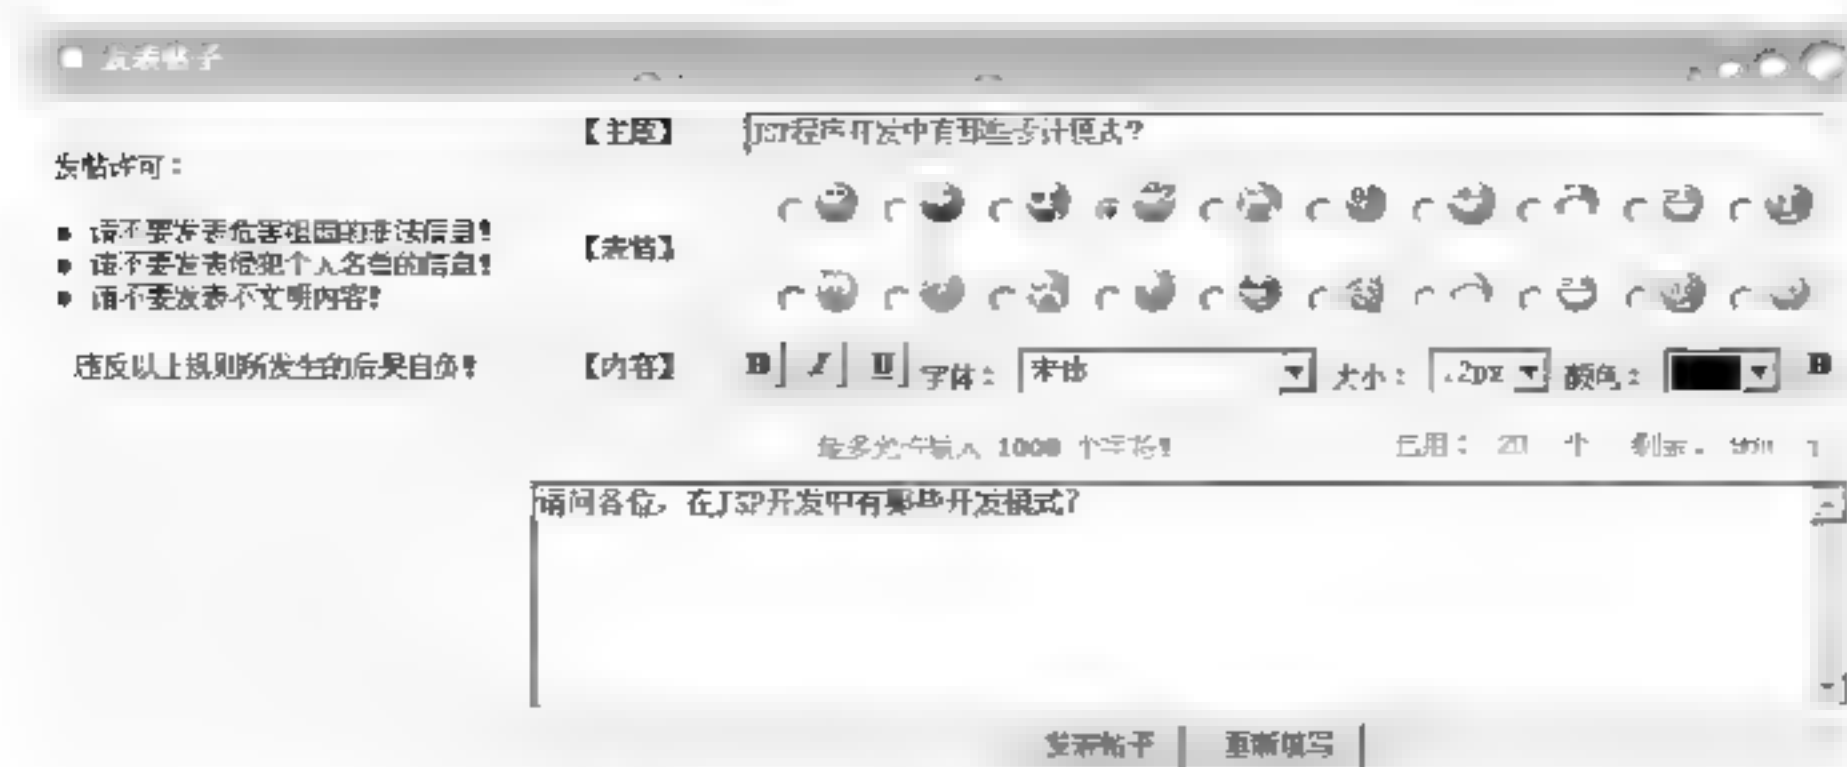 发表帖子
【主题】 JSP程序开发中有那些设计模式?
发帖许可:
请不要发表危害祖国的非法信息!
请不要发表侵犯个人名誉的信息!
请不要发表不文明内容!
违反以上规则所发生的后果自负!
【表情】
【内容】 B I U 字体: 宋体 大小: 12px 颜色: B
最多允许输入 1000 个字符! 已用: 20 个 剩余:
请问各位,在JSP开发中有那些开发模式?
发表帖子 重新填写